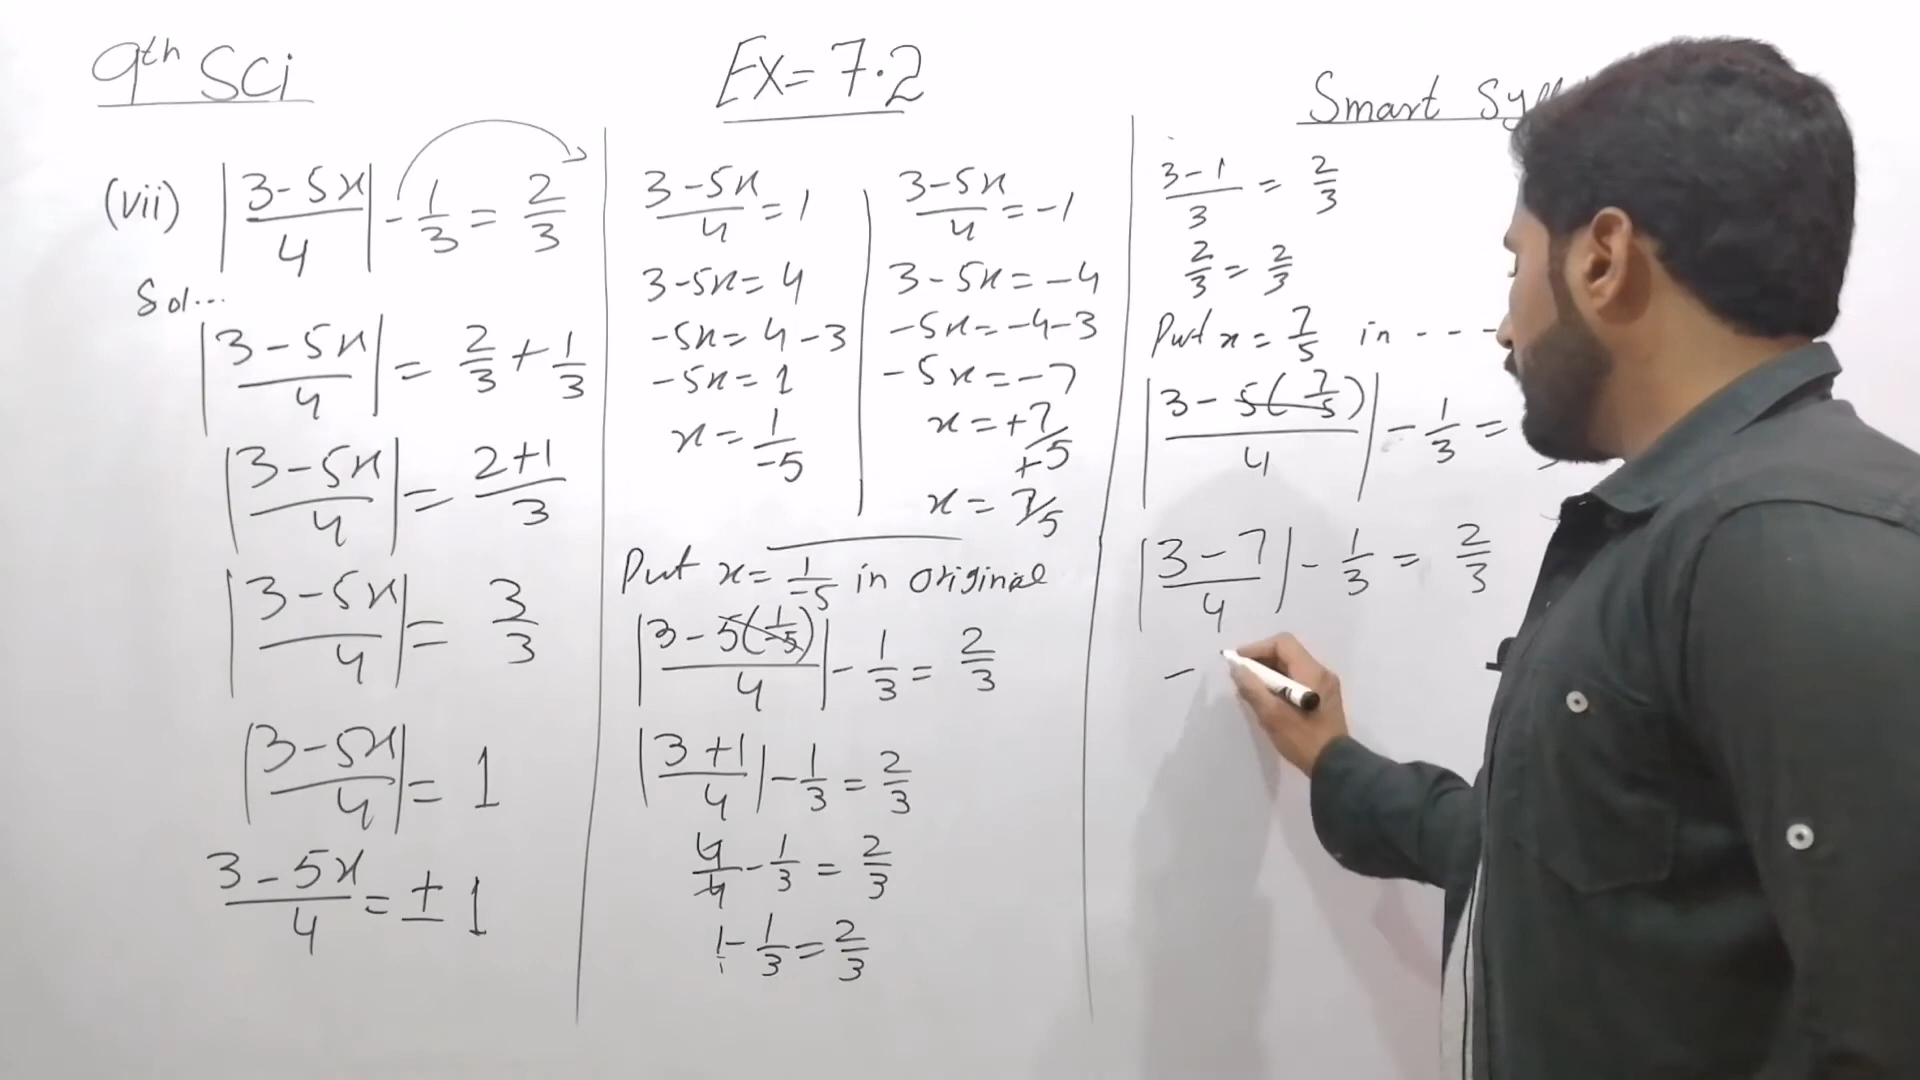 9th Sci
Ex = 7.2
Smart
(vii) |3-5x/4| - 1/3 = 2/3
Sol...
|3-5x/4| = 2/3 + 1/3
|3-5x/4| = 2+1/3
|3-5x/4| = 3/3
|3-5x/4| = 1
3-5x/4 = ± 1
3-5x/4 = 1
3-5x = 4
-5x = 4-3
-5x = 1
x = 1/-5
3-5x/4 = -1
3-5x = -4
-5x = -4-3
-5x = -7
x = +7/+5
x = 7/5
Put x = 1/-5 in original
|3-5(1/-5)/4| - 1/3 = 2/3
|3+1/4| - 1/3 = 2/3
4/4 - 1/3 = 2/3
1/1 - 1/3 = 2/3
3-1/3 = 2/3
2/3 = 2/3
Put x = 7/5 in - - -
|3-5(7/5)/4| - 1/3 =
|3-7/4| - 1/3 = 2/3
-